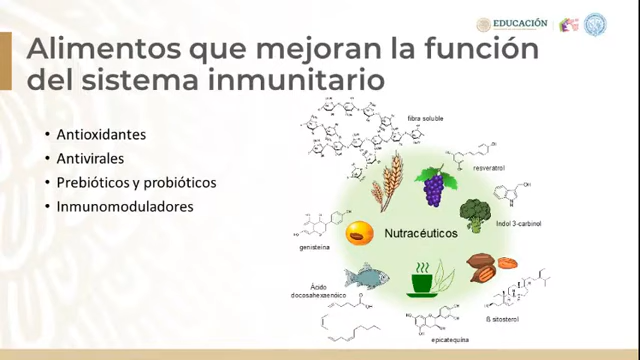 EDUCACIÓN
Alimentos que mejoran la función
del sistema inmunitario
• Antioxidantes
• Antivirales
• Prebióticos y probióticos
• Inmunomoduladores
fibra soluble
resveratrol
Indol 3-carbinol
Nutracéuticos
genisteína
Ácido
docosahexaenóico
ß sitosterol
epicatequina